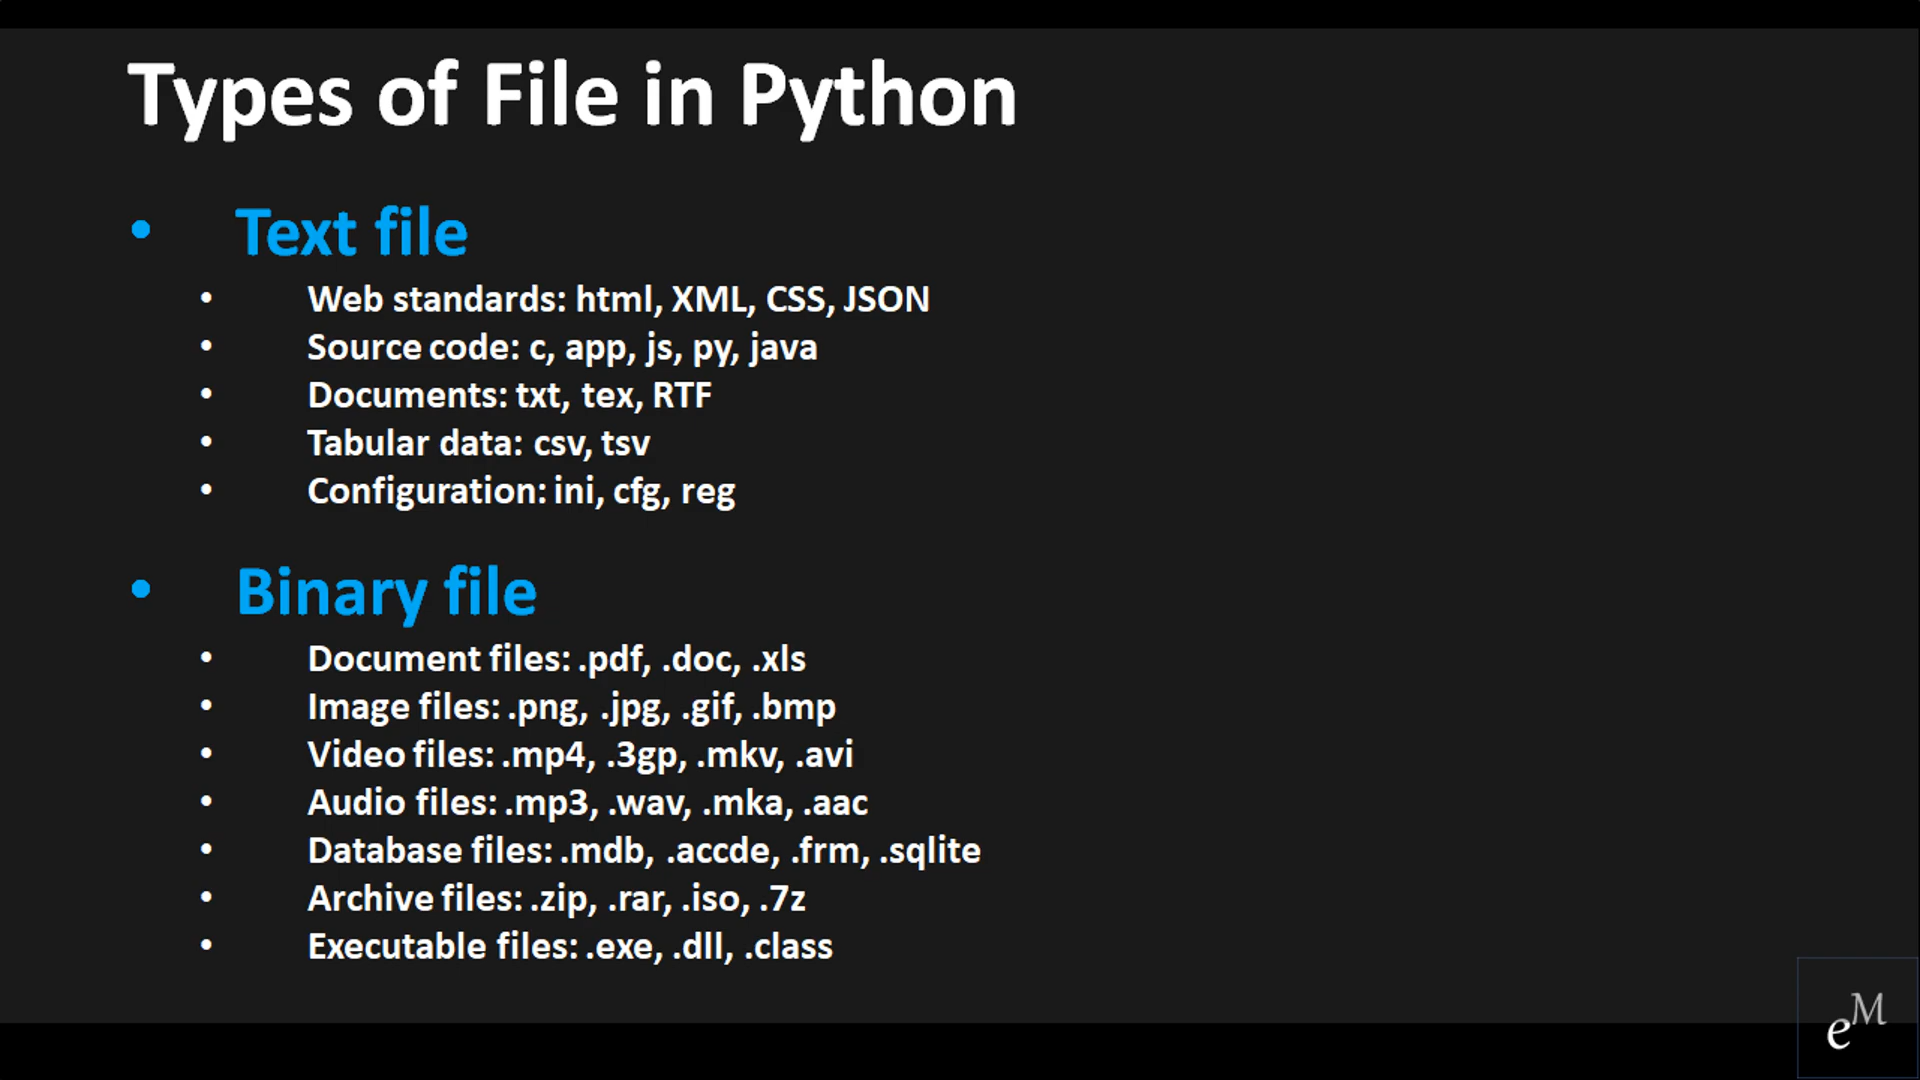 Types of File in Python
• Text file
• Web standards: html, XML, CSS, JSON
• Source code: c, app, js, py, java
• Documents: txt, tex, RTF
• Tabular data: csv, tsv
• Configuration: ini, cfg, reg
• Binary file
• Document files: .pdf, .doc, .xls
• Image files: .png, .jpg, .gif, .bmp
• Video files: .mp4, .3gp, .mkv, .avi
• Audio files: .mp3, .wav, .mka, .aac
• Database files: .mdb, .accde, .frm, .sqlite
• Archive files: .zip, .rar, .iso, .7z
• Executable files: .exe, .dll, .class
eM